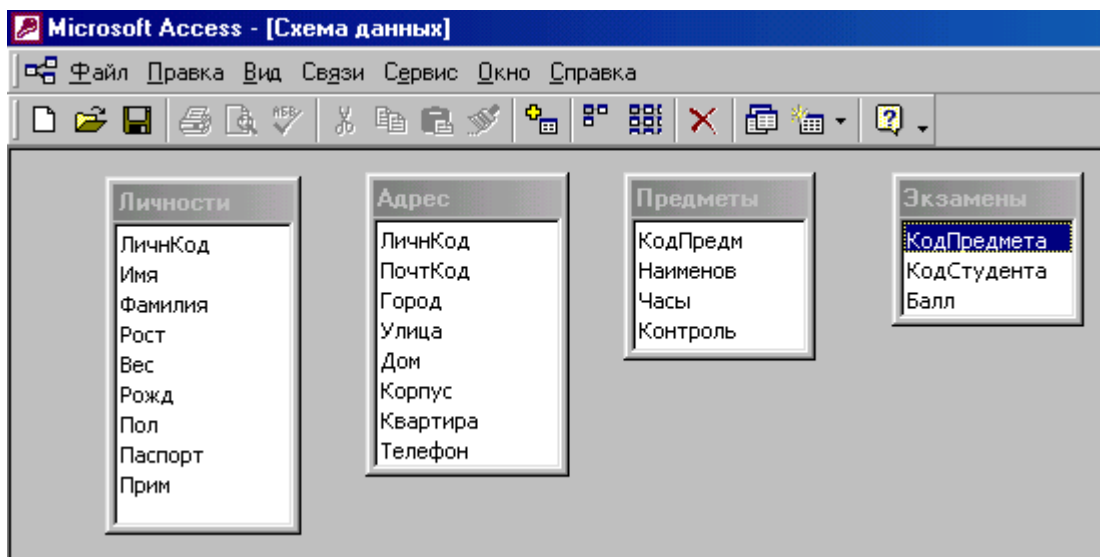 Microsoft Access - [Схема данных]
Файл Правка Вид Связи Сервис Окно Справка
Личности
ЛичнКод
Имя
Фамилия
Рост
Вес
Рожд
Пол
Паспорт
Прим
Адрес
ЛичнКод
ПочтКод
Город
Улица
Дом
Корпус
Квартира
Телефон
Предметы
КодПредм
Наименов
Часы
Контроль
Экзамены
КодПредмета
КодСтудента
Балл